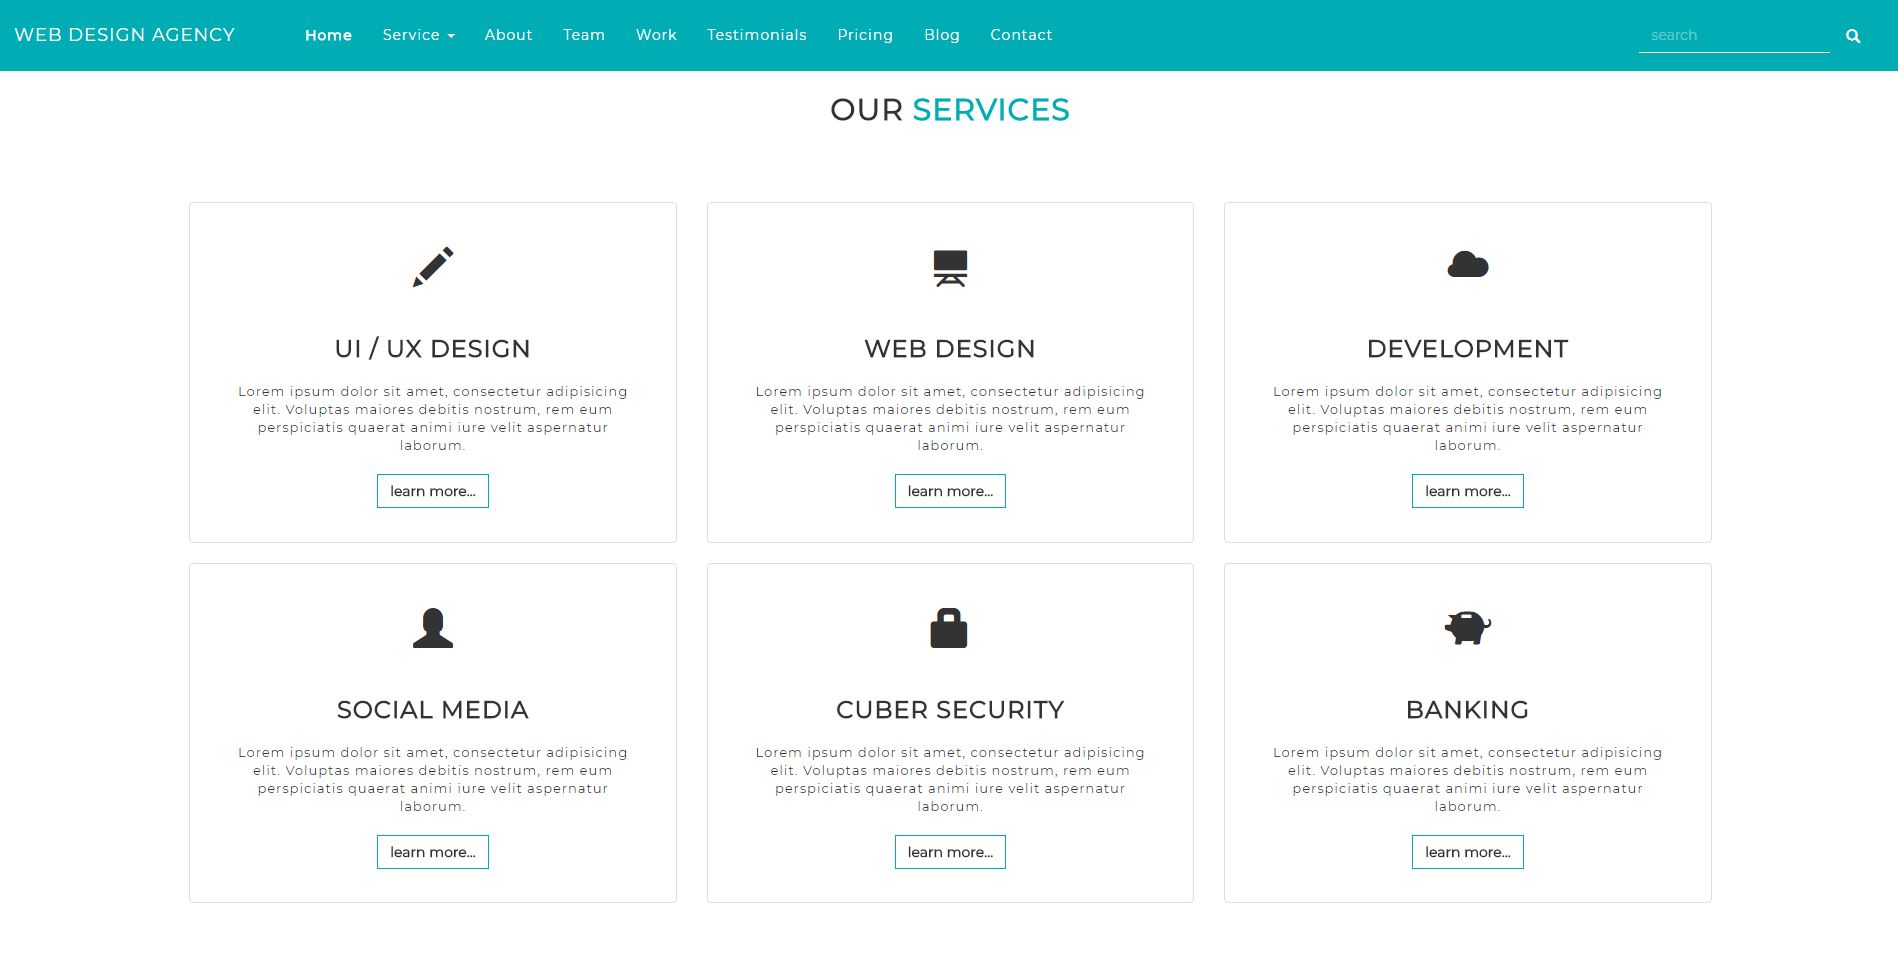 WEB DESIGN AGENCY Home Service About Team Work Testimonials Pricing Blog Contact search
OUR SERVICES
UI / UX DESIGN
Lorem ipsum dolor sit amet, consectetur adipisicing
elit. Voluptas maiores debitis nostrum, rem eum
perspiciatis quaerat animi iure velit aspernatur
laborum.
learn more...
WEB DESIGN
Lorem ipsum dolor sit amet, consectetur adipisicing
elit. Voluptas maiores debitis nostrum, rem eum
perspiciatis quaerat animi iure velit aspernatur
laborum.
learn more...
DEVELOPMENT
Lorem ipsum dolor sit amet, consectetur adipisicing
elit. Voluptas maiores debitis nostrum, rem eum
perspiciatis quaerat animi iure velit aspernatur
laborum.
learn more...
SOCIAL MEDIA
Lorem ipsum dolor sit amet, consectetur adipisicing
elit. Voluptas maiores debitis nostrum, rem eum
perspiciatis quaerat animi iure velit aspernatur
laborum.
learn more...
CUBER SECURITY
Lorem ipsum dolor sit amet, consectetur adipisicing
elit. Voluptas maiores debitis nostrum, rem eum
perspiciatis quaerat animi iure velit aspernatur
laborum.
learn more...
BANKING
Lorem ipsum dolor sit amet, consectetur adipisicing
elit. Voluptas maiores debitis nostrum, rem eum
perspiciatis quaerat animi iure velit aspernatur
laborum.
learn more...